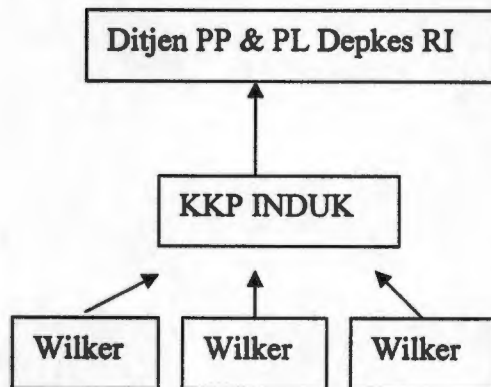 Ditjen PP & PL Depkes RI
KKP INDUK
Wilker
Wilker
Wilker